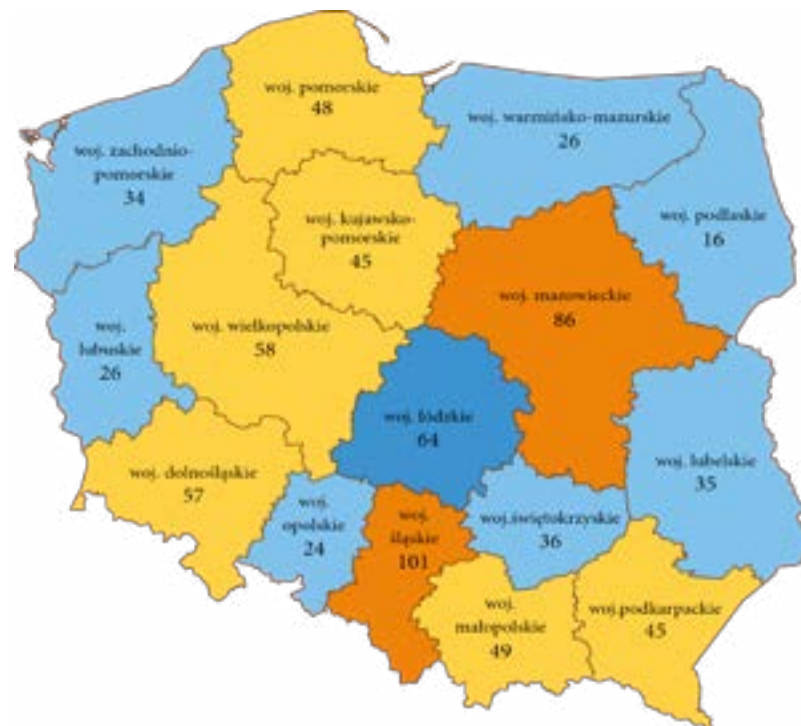 woj. pomorskie
48
woj. warmińsko-mazurskie
26
woj. zachodnio-
pomorskie
34
woj. kujawsko-
pomorskie
45
woj. podlaskie
16
woj. mazowieckie
86
woj. wielkopolskie
58
woj.
lubuskie
26
woj. łódzkie
64
woj. dolnośląskie
57
woj. lubelskie
35
woj.
opolskie
24
woj.
śląskie
101
woj.świętokrzyskie
36
woj.
małopolskie
49
woj.podkarpackie
45